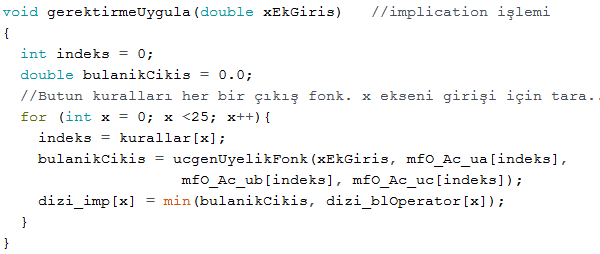 void gerektirmeUygula(double xEkGiris)   //implication işlemi
{
  int indeks = 0;
  double bulanikCikis = 0.0;
  //Butun kuralları her bir çıkış fonk. x ekseni girişi için tara..
  for (int x = 0; x <25; x++){
    indeks = kurallar[x];
    bulanikCikis = ucgenUyelikFonk(xEkGiris, mfO_Ac_ua[indeks],
                    mfO_Ac_ub[indeks], mfO_Ac_uc[indeks]);
    dizi_imp[x] = min(bulanikCikis, dizi_blOperator[x]);
  }
}